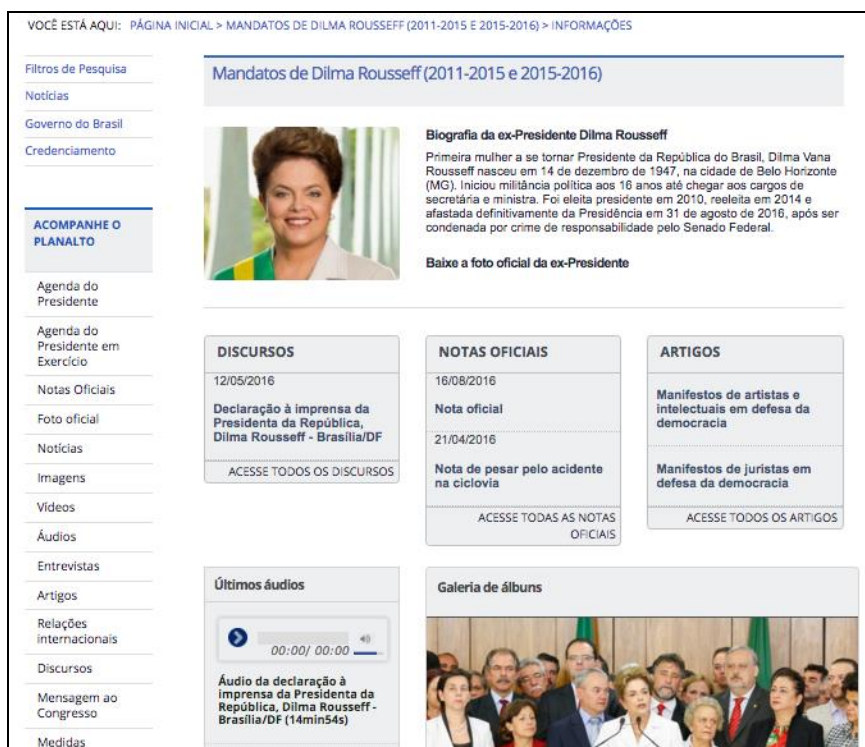 VOCÊ ESTÁ AQUI: PÁGINA INICIAL > MANDATOS DE DILMA ROUSSEFF (2011-2015 E 2015-2016) > INFORMAÇÕES
Filtros de Pesquisa
Notícias
Governo do Brasil
Credenciamento
ACOMPANHE O
PLANALTO
Agenda do
Presidente
Agenda do
Presidente em
Exercício
Notas Oficiais
Foto oficial
Notícias
Imagens
Vídeos
Áudios
Entrevistas
Artigos
Relações
internacionais
Discursos
Mensagem ao
Congresso
Medidas
Mandatos de Dilma Rousseff (2011-2015 e 2015-2016)
Biografia da ex-Presidente Dilma Rousseff
Primeira mulher a se tornar Presidente da República do Brasil, Dilma Vana
Rousseff nasceu em 14 de dezembro de 1947, na cidade de Belo Horizonte
(MG). Iniciou militância política aos 16 anos até chegar aos cargos de
secretária e ministra. Foi eleita presidente em 2010, reeleita em 2014 e
afastada definitivamente da Presidência em 31 de agosto de 2016, após ser
condenada por crime de responsabilidade pelo Senado Federal.
Baixe a foto oficial da ex-Presidente
DISCURSOS
12/05/2016
Declaração à imprensa da
Presidenta da República,
Dilma Rousseff - Brasília/DF
ACESSE TODOS OS DISCURSOS
NOTAS OFICIAIS
16/08/2016
Nota oficial
21/04/2016
Nota de pesar pelo acidente
na ciclovia
ACESSE TODAS AS NOTAS
OFICIAIS
ARTIGOS
Manifestos de artistas e
intelectuais em defesa da
democracia
Manifestos de juristas em
defesa da democracia
ACESSE TODOS OS ARTIGOS
Últimos áudios
00:00/ 00:00
Áudio da declaração à
imprensa da Presidenta da
República, Dilma Rousseff -
Brasília/DF (14min54s)
Galeria de álbuns